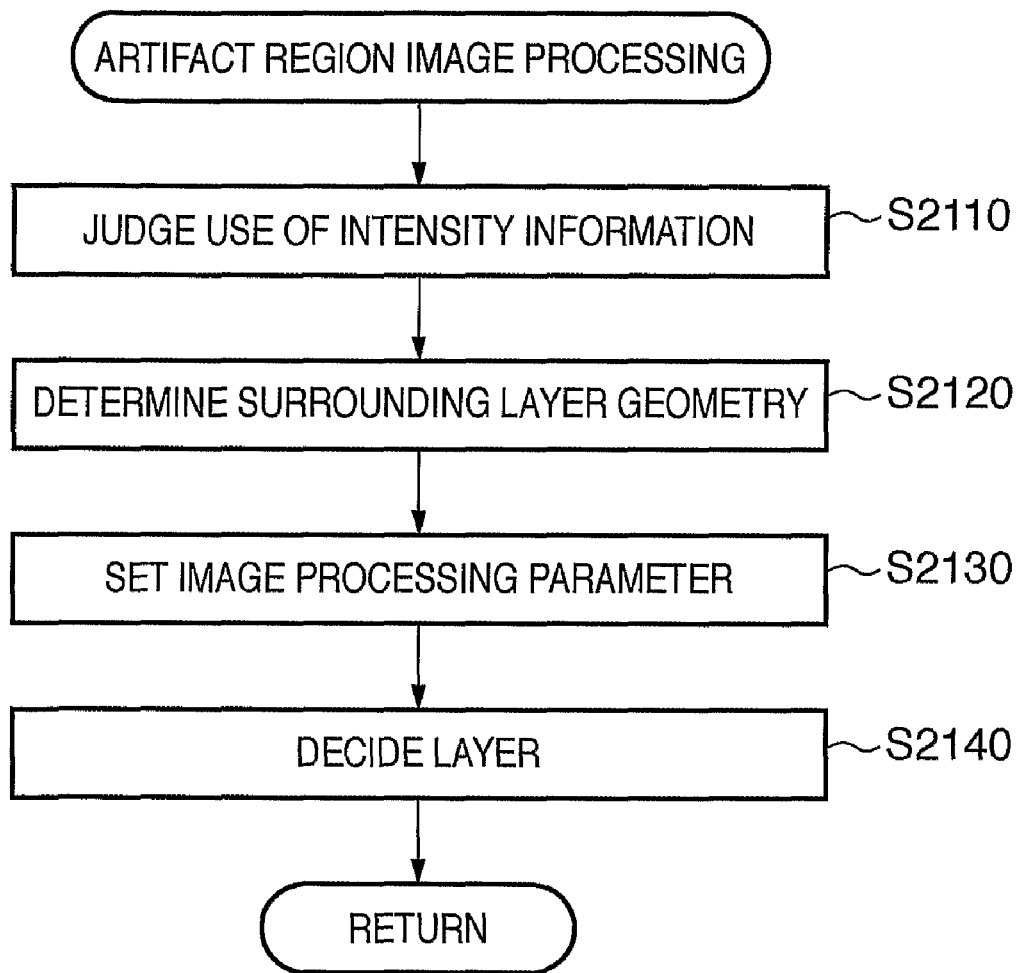 ARTIFACT REGION IMAGE PROCESSING
JUDGE USE OF INTENSITY INFORMATION
S2110
DETERMINE SURROUNDING LAYER GEOMETRY
S2120
SET IMAGE PROCESSING PARAMETER
S2130
DECIDE LAYER
S2140
RETURN